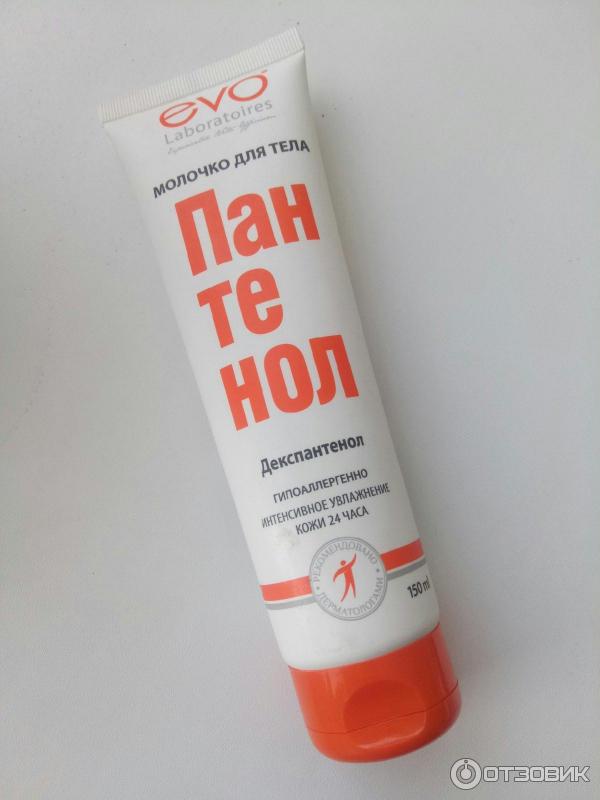 evo
Laboratoires
МОЛОЧКО ДЛЯ ТЕЛА
Пан
те
нол
Декспантенол
ГИПОАЛЛЕРГЕННО
ИНТЕНСИВНОЕ УВЛАЖНЕНИЕ
КОЖИ 24 ЧАСА
РЕКОМЕНДОВАНО
ДЕРМАТОЛОГАМИ
150 ml
ОТЗОВИК